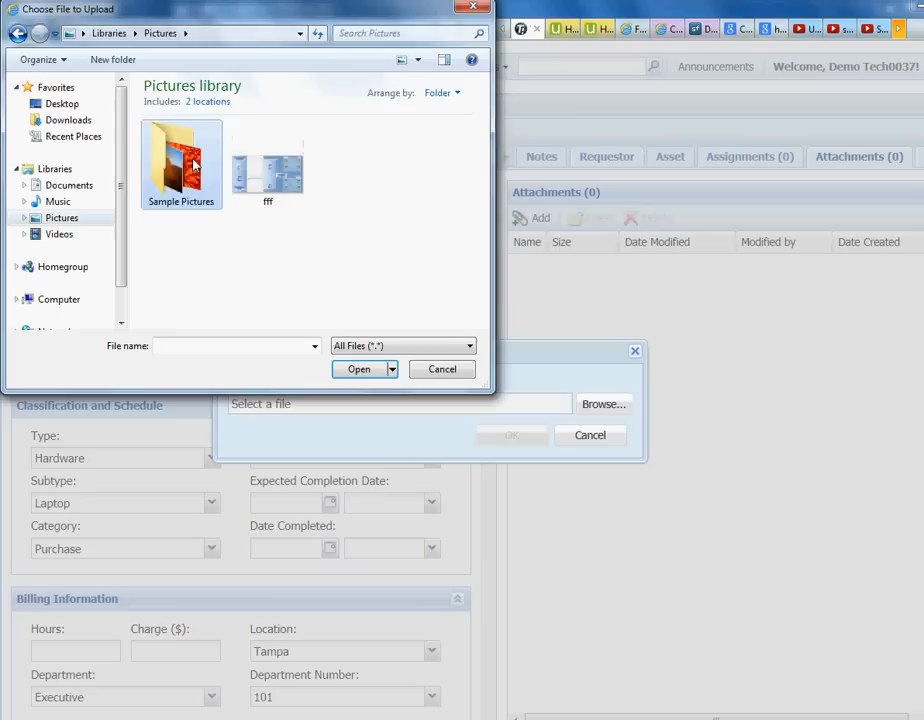 Choose File to Upload
Libraries Pictures
Search Pictures
H... H... F... C... D... C... h... U... s... S...
Organize New folder
Announcements Welcome, Demo Tech0037!
Favorites
Desktop
Downloads
Recent Places
Libraries
Documents
Music
Pictures
Videos
Homegroup
Computer
Pictures library
Includes: 2 locations
Arrange by: Folder
Sample Pictures
fff
File name:
All Files (*.*)
Open Cancel
Notes Requestor Asset Assignments (0) Attachments (0)
Attachments (0)
Add
Name Size Date Modified Modified by Date Created
Select a file Browse...
OK Cancel
Classification and Schedule
Type:
Hardware
Subtype: Expected Completion Date:
Laptop
Category: Date Completed:
Purchase
Billing Information
Hours: Charge ($): Location:
Tampa
Department: Department Number:
Executive 101